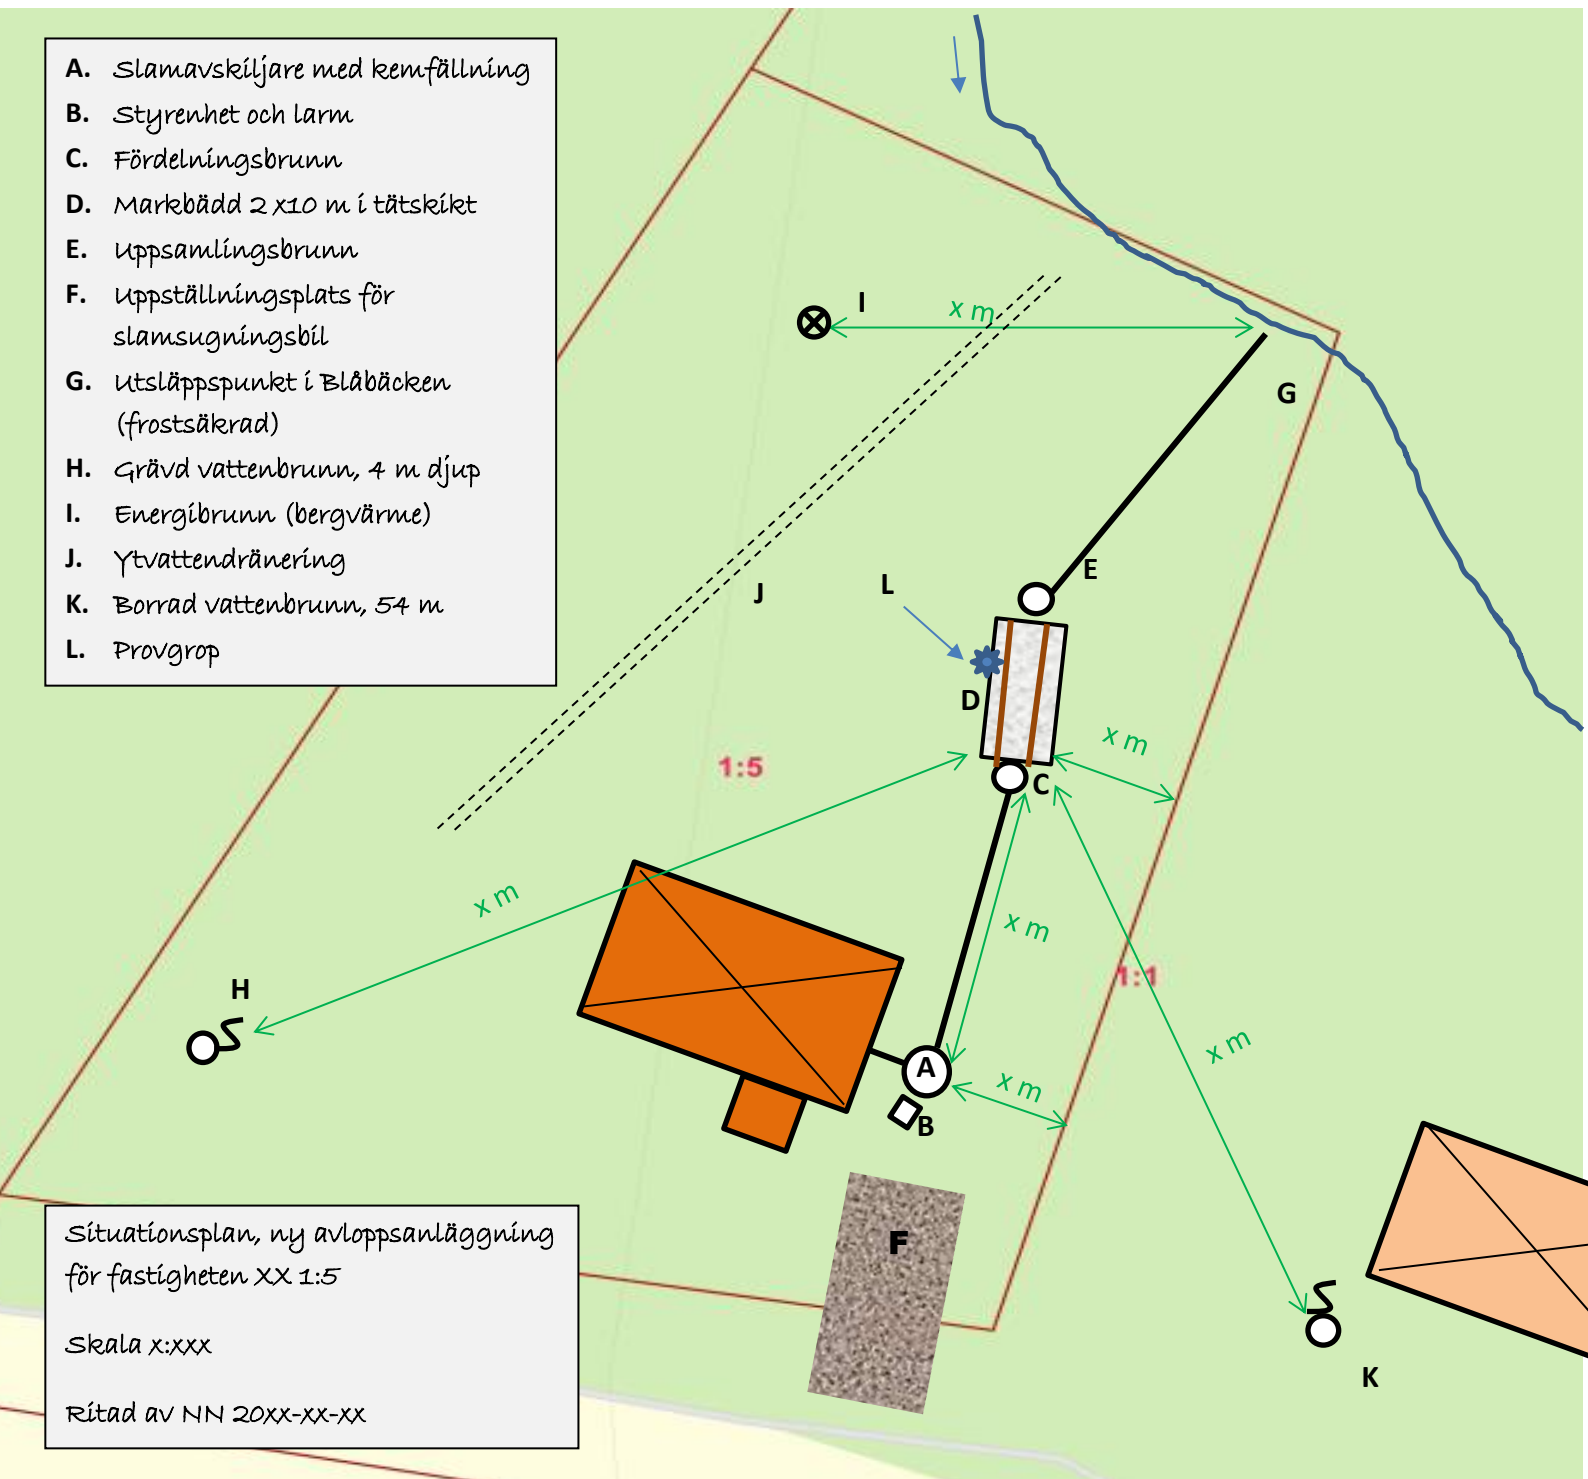 A. Slamavskiljare med kemfällning
B. Styrenhet och larm
C. Fördelningsbrunn
D. Markbädd 2 x10 m i tätskikt
E. Uppsamlingsbrunn
F. Uppställningsplats för
slamsugningsbil
G. Utsläppspunkt i Blåbäcken
(frostsäkrad)
H. Grävd vattenbrunn, 4 m djup
I. Energibrunn (bergvärme)
J. Ytvattendränering
K. Borrad vattenbrunn, 54 m
L. Provgrop
I
x m
G
E
L
J
D
x m
1:5
C
x m
x m
1:1
H
x m
A
x m
B
F
K
Situationsplan, ny avloppsanläggning
för fastigheten XX 1:5
Skala x:xxx
Ritad av NN 20xx-xx-xx